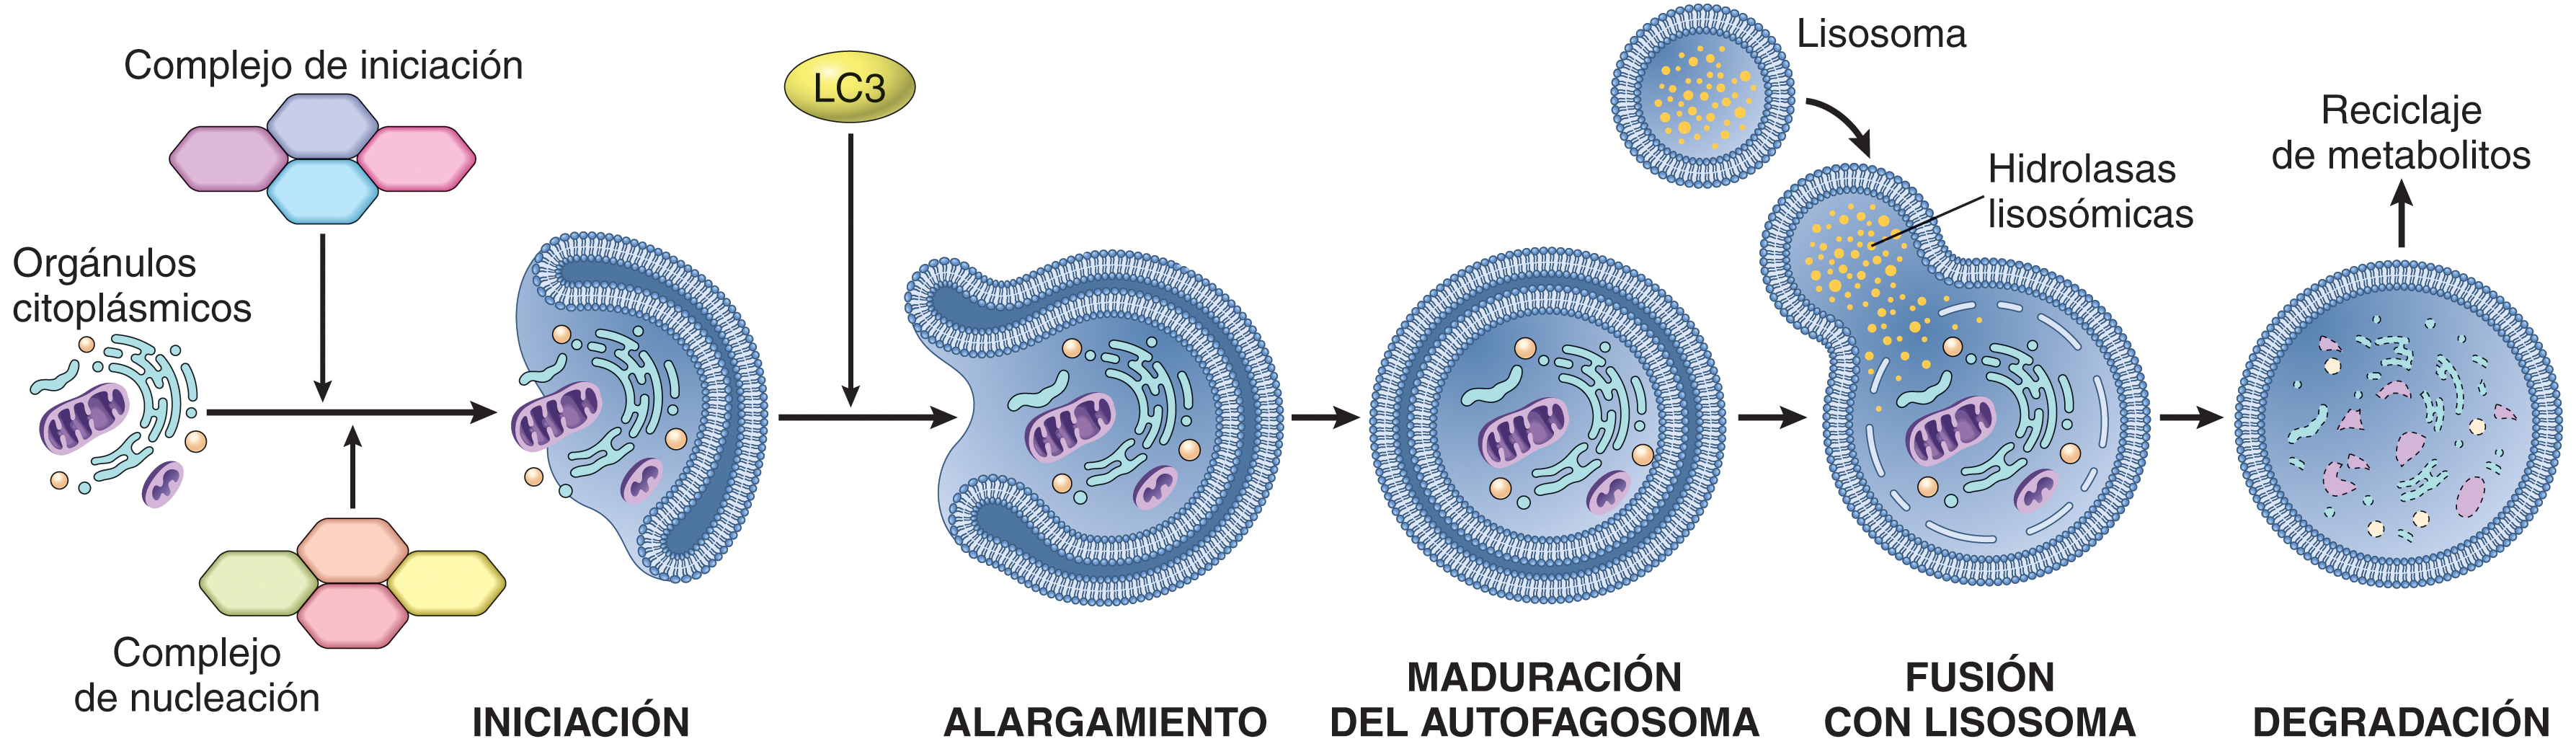 Complejo de iniciación
Orgánulos
citoplásmicos
Complejo
de nucleación
INICIACIÓN
LC3
ALARGAMIENTO
MADURACIÓN
DEL AUTOFAGOSOMA
Lisosoma
Hidrolasas
lisosómicas
FUSIÓN
CON LISOSOMA
Reciclaje
de metabolitos
DEGRADACIÓN